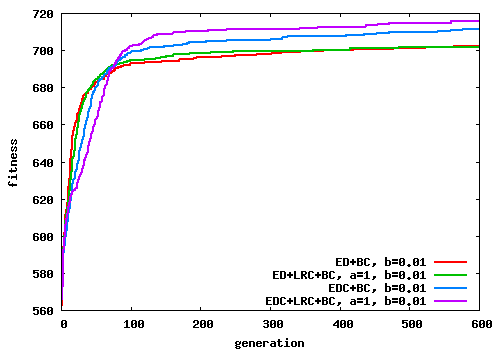 720
700
680
660
640
620
600
580
560
fitness
ED+BC, b=0.01
ED+LRC+BC, a=1, b=0.01
EDC+BC, b=0.01
EDC+LRC+BC, a=1, b=0.01
0 100 200 300 400 500 600
generation